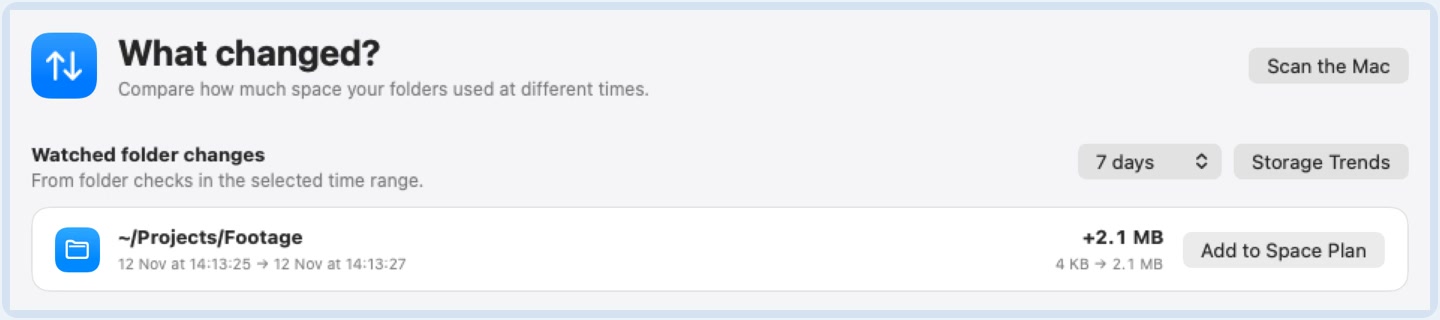 What changed?
Compare how much space your folders used at different times.
Scan the Mac
Watched folder changes
From folder checks in the selected time range.
7 days
Storage Trends
~/Projects/Footage
12 Nov at 14:13:25 → 12 Nov at 14:13:27
+2.1 MB
4 KB → 2.1 MB
Add to Space Plan